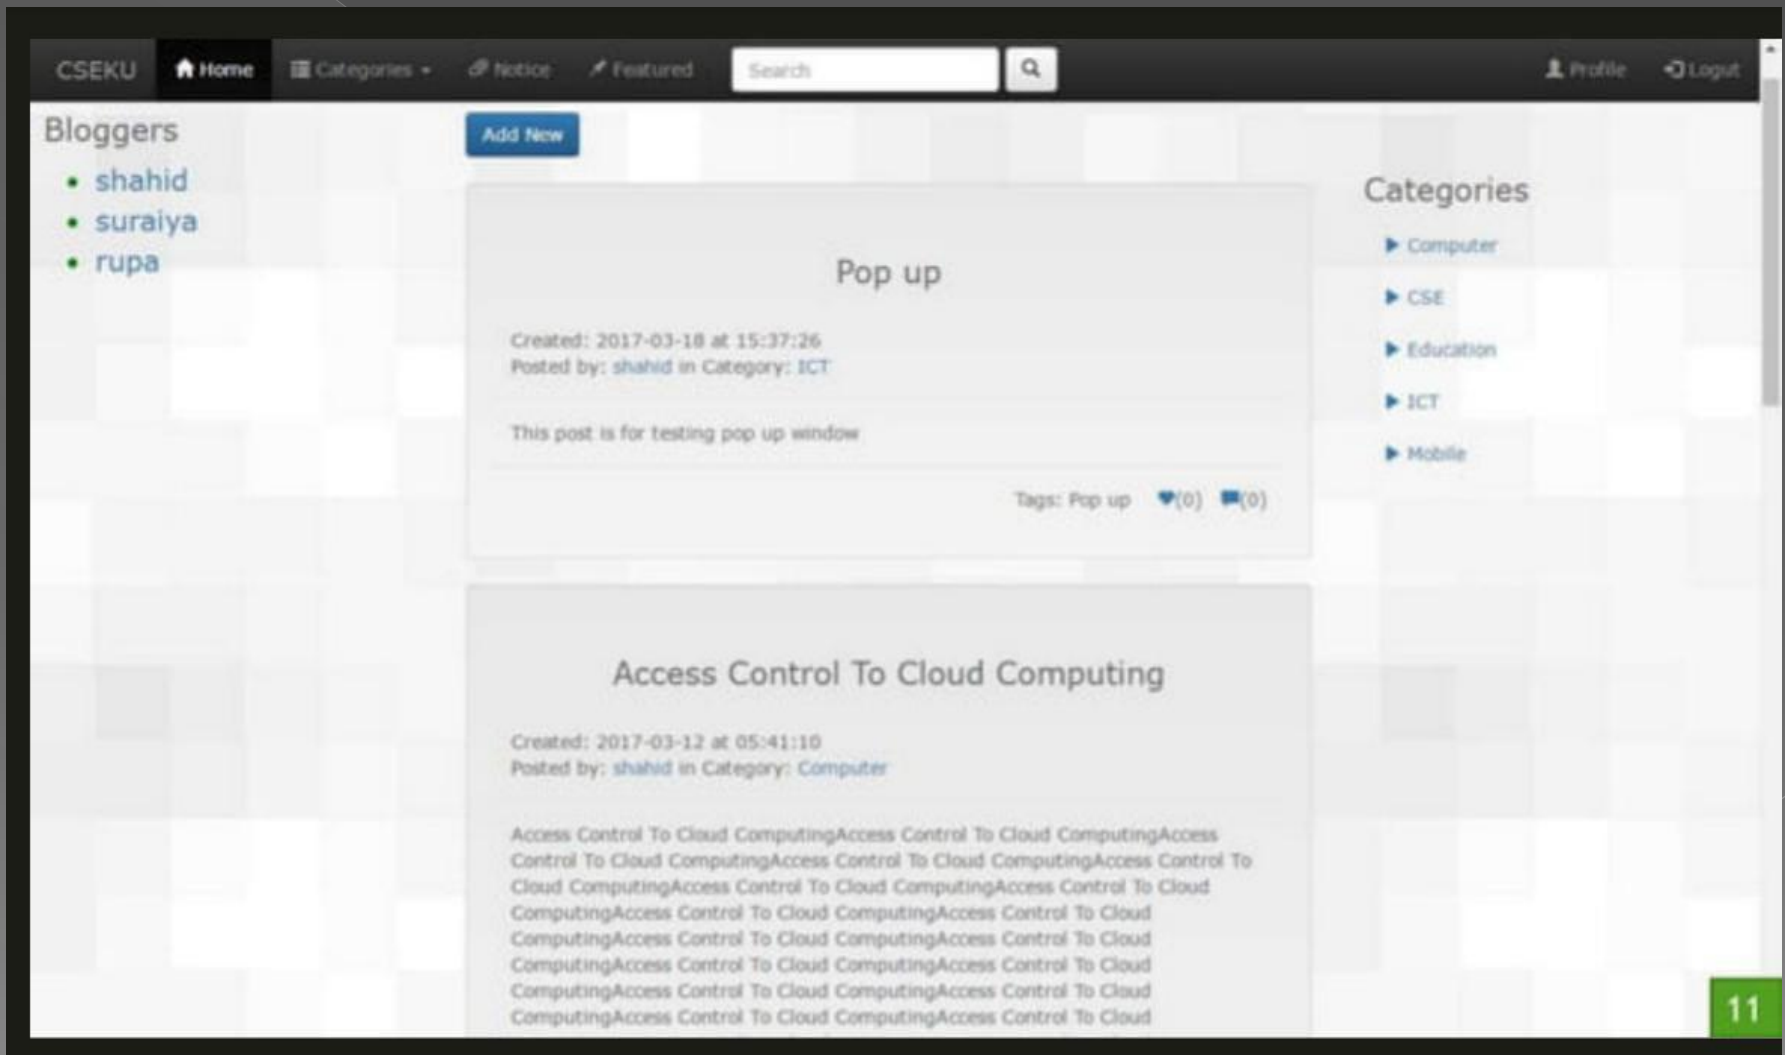 CSEKU Home Categories Notice Featured Search Profile Logut
Bloggers
shahid
suraiya
rupa
Add New
Pop up
Created: 2017-03-18 at 15:37:26
Posted by: shahid in Category: ICT
This post is for testing pop up window
Tags: Pop up (0) (0)
Access Control To Cloud Computing
Created: 2017-03-12 at 05:41:10
Posted by: shahid in Category: Computer
Access Control To Cloud ComputingAccess Control To Cloud ComputingAccess
Control To Cloud ComputingAccess Control To Cloud ComputingAccess Control To
Cloud ComputingAccess Control To Cloud ComputingAccess Control To Cloud
ComputingAccess Control To Cloud ComputingAccess Control To Cloud
ComputingAccess Control To Cloud ComputingAccess Control To Cloud
ComputingAccess Control To Cloud ComputingAccess Control To Cloud
ComputingAccess Control To Cloud ComputingAccess Control To Cloud
ComputingAccess Control To Cloud ComputingAccess Control To Cloud
Categories
Computer
CSE
Education
ICT
Mobile
11